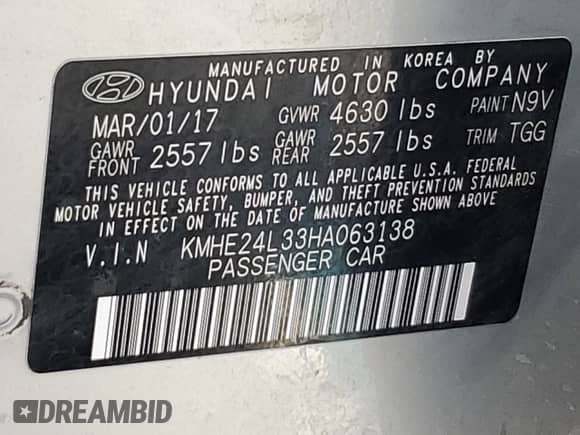 MANUFACTURED IN KOREA BY
HYUNDAI MOTOR COMPANY
MAR/01/17 GVWR 4630 lbs PAINT N9V
GAWR FRONT 2557 lbs GAWR REAR 2557 lbs TRIM TGG
THIS VEHICLE CONFORMS TO ALL APPLICABLE U.S.A. FEDERAL
MOTOR VEHICLE SAFETY, BUMPER, AND THEFT PREVENTION STANDARDS
IN EFFECT ON THE DATE OF MANUFACTURE SHOWN ABOVE.
V.I.N KMHE24L33HA063138
PASSENGER CAR
DREAMBID